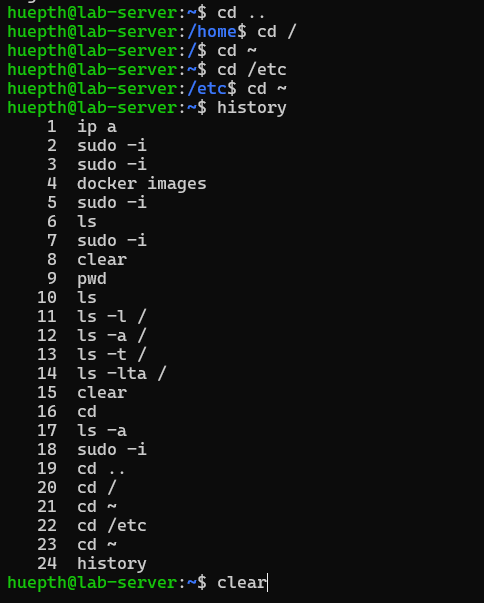 huepth@lab-server:~$ cd ..
huepth@lab-server:/home$ cd /
huepth@lab-server:/$ cd ~
huepth@lab-server:~$ cd /etc
huepth@lab-server:/etc$ cd ~
huepth@lab-server:~$ history
    1  ip a
    2  sudo -i
    3  sudo -i
    4  docker images
    5  sudo -i
    6  ls
    7  sudo -i
    8  clear
    9  pwd
   10  ls
   11  ls -l /
   12  ls -a /
   13  ls -t /
   14  ls -lta /
   15  clear
   16  cd
   17  ls -a
   18  sudo -i
   19  cd ..
   20  cd /
   21  cd ~
   22  cd /etc
   23  cd ~
   24  history
huepth@lab-server:~$ clear